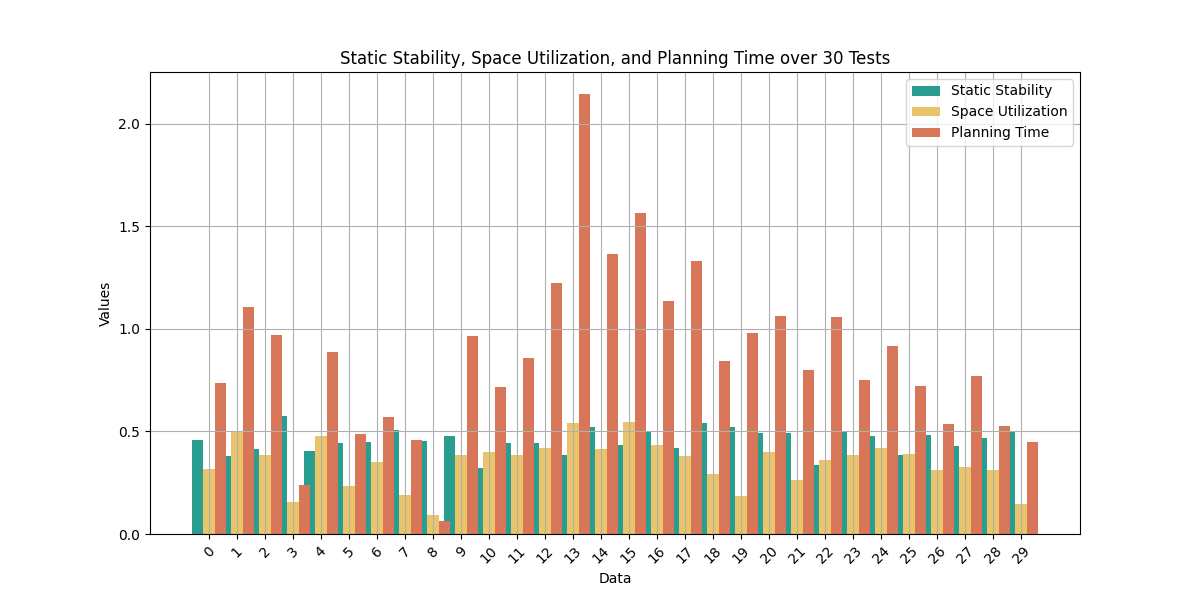 Static Stability, Space Utilization, and Planning Time over 30 Tests
Static Stability
Space Utilization
Planning Time
2.0
1.5
1.0
0.5
0.0
Values
0 1 2 3 4 5 6 7 8 9 10 11 12 13 14 15 16 17 18 19 20 21 22 23 24 25 26 27 28 29
Data